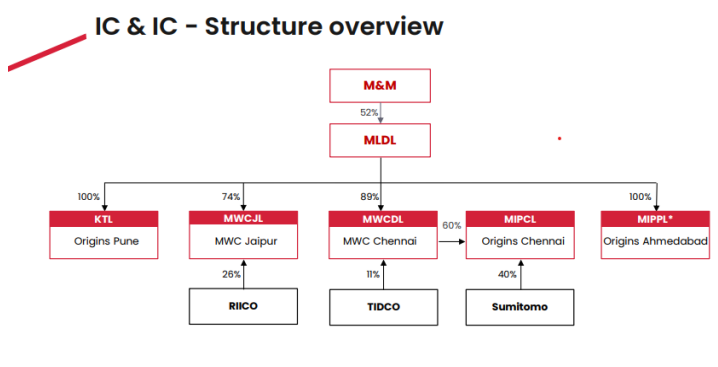 IC & IC - Structure overview
M&M
52%
MLDL
100%
74%
89%
100%
KTL
MWCJL
MWCDL
MIPCL
MIPPL*
60%
Origins Pune
MWC Jaipur
MWC Chennai
Origins Chennai
Origins Ahmedabad
26%
11%
40%
RIICO
TIDCO
Sumitomo